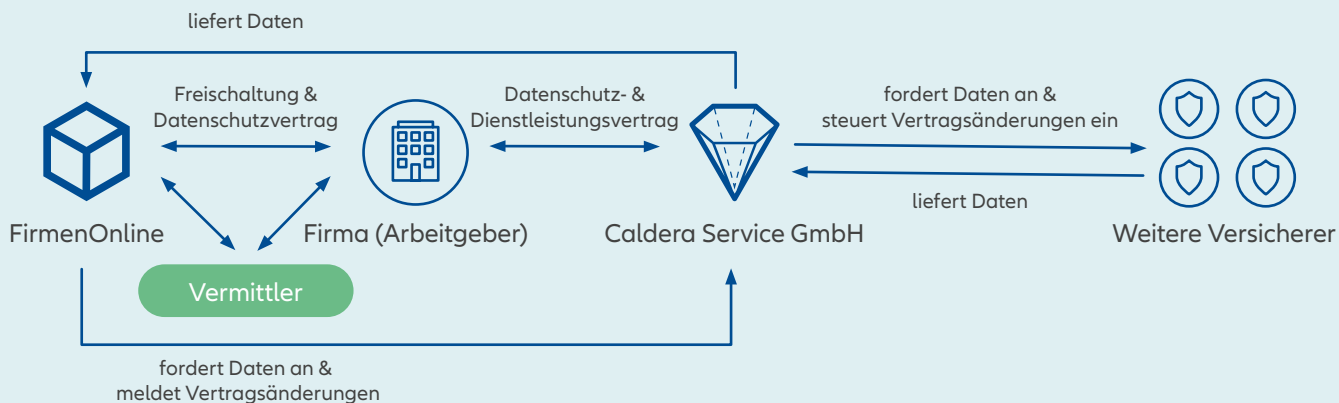 liefert Daten
Freischaltung &
Datenschutzvertrag
Datenschutz- &
Dienstleistungsvertrag
fordert Daten an &
steuert Vertragsänderungen ein
liefert Daten
FirmenOnline
Firma (Arbeitgeber)
Caldera Service GmbH
Weitere Versicherer
Vermittler
fordert Daten an &
meldet Vertragsänderungen